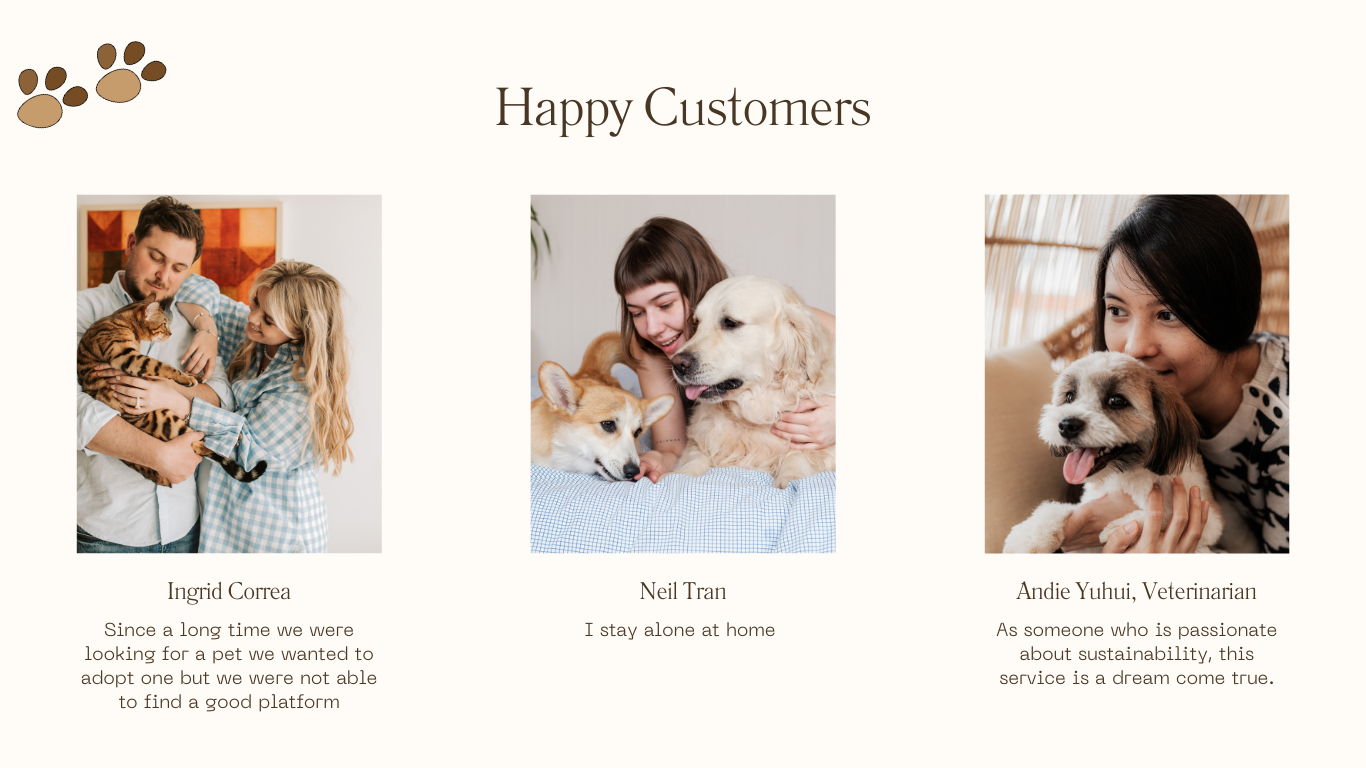 Happy Customers
Ingrid Correa
Since a long time we were
looking for a pet we wanted to
adopt one but we were not able
to find a good platform
Neil Tran
I stay alone at home
Andie Yuhui, Veterinarian
As someone who is passionate
about sustainability, this
service is a dream come true.